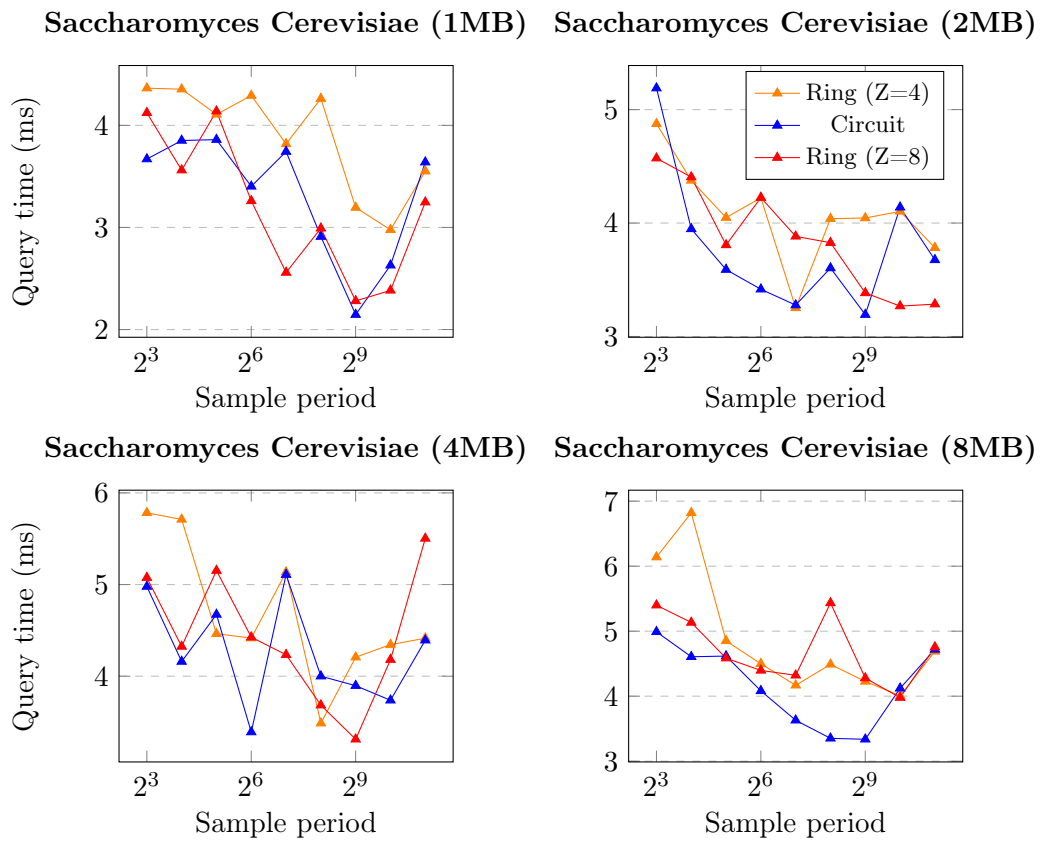 Saccharomyces Cerevisiae (1MB)
Query time (ms)
4
3
2
2^3
2^6
2^9
Sample period
Saccharomyces Cerevisiae (2MB)
5
4
3
Ring (Z=4)
Circuit
Ring (Z=8)
2^3
2^6
2^9
Sample period
Saccharomyces Cerevisiae (4MB)
Query time (ms)
6
5
4
2^3
2^6
2^9
Sample period
Saccharomyces Cerevisiae (8MB)
7
6
5
4
3
2^3
2^6
2^9
Sample period